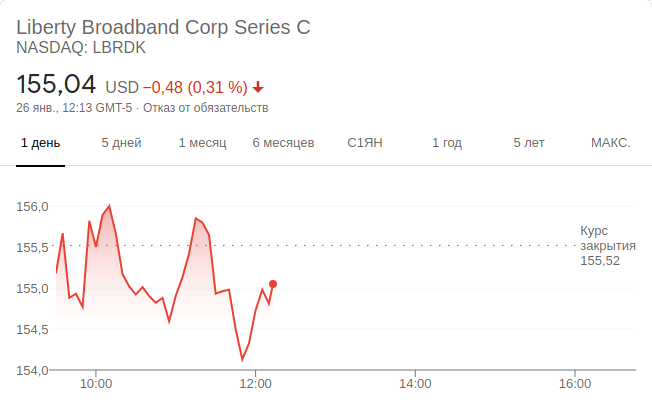 Liberty Broadband Corp Series C
NASDAQ: LBRDK
155,04 USD −0,48 (0,31 %)
26 янв., 12:13 GMT-5 · Отказ от обязательств
1 день 5 дней 1 месяц 6 месяцев С1ЯН 1 год 5 лет МАКС.
156,0
Курс
155,5 закрытия
155,52
155,0
154,5
154,0
10:00 12:00 14:00 16:00